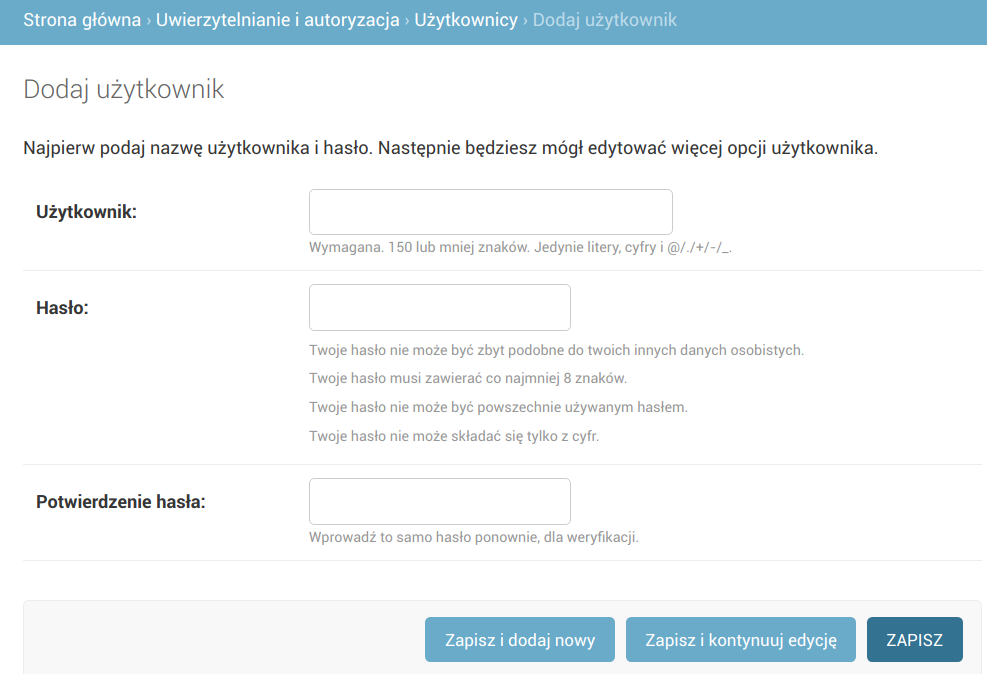 Strona główna › Uwierzytelnianie i autoryzacja › Użytkownicy › Dodaj użytkownik
Dodaj użytkownik
Najpierw podaj nazwę użytkownika i hasło. Następnie będziesz mógł edytować więcej opcji użytkownika.
Użytkownik:
Wymagana. 150 lub mniej znaków. Jedynie litery, cyfry i @/./+/-/_.
Hasło:
Twoje hasło nie może być zbyt podobne do twoich innych danych osobistych.
Twoje hasło musi zawierać co najmniej 8 znaków.
Twoje hasło nie może być powszechnie używanym hasłem.
Twoje hasło nie może składać się tylko z cyfr.
Potwierdzenie hasła:
Wprowadź to samo hasło ponownie, dla weryfikacji.
Zapisz i dodaj nowy Zapisz i kontynuuj edycję ZAPISZ